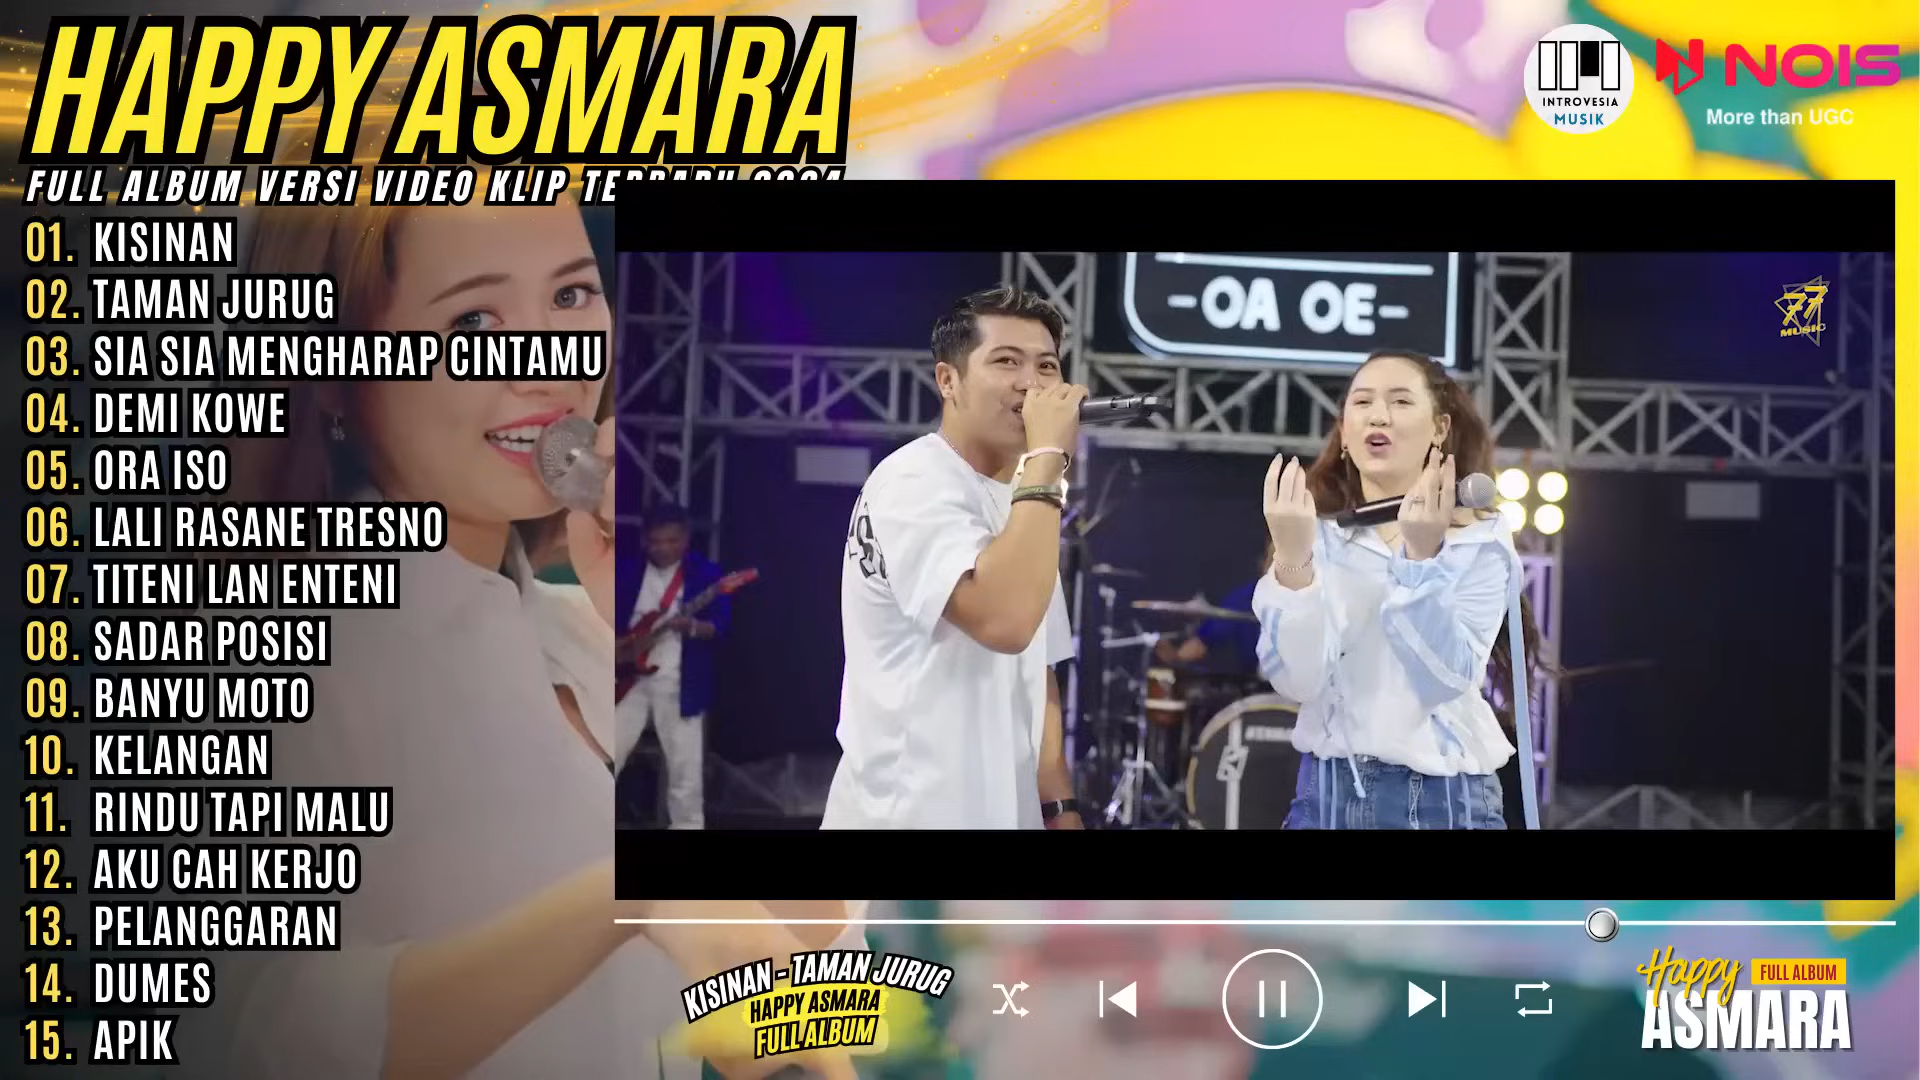 HAPPY ASMARA
FULL ALBUM VERSI VIDEO KLIP
01. KISINAN
02. TAMAN JURUG
03. SIA SIA MENGHARAP CINTAMU
04. DEMI KOWE
05. ORA ISO
06. LALI RASANE TRESNO
07. TITENI LAN ENTENI
08. SADAR POSISI
09. BANYU MOTO
10. KELANGAN
11. RINDU TAPI MALU
12. AKU CAH KERJO
13. PELANGGARAN
14. DUMES
15. APIK
INTROVESIA
MUSIK
NOIS
More than UGC
-OA OE-
77
MUSIC
KISINAN - TAMAN JURUG
HAPPY ASMARA
FULL ALBUM
Happy
FULL ALBUM
ASMARA